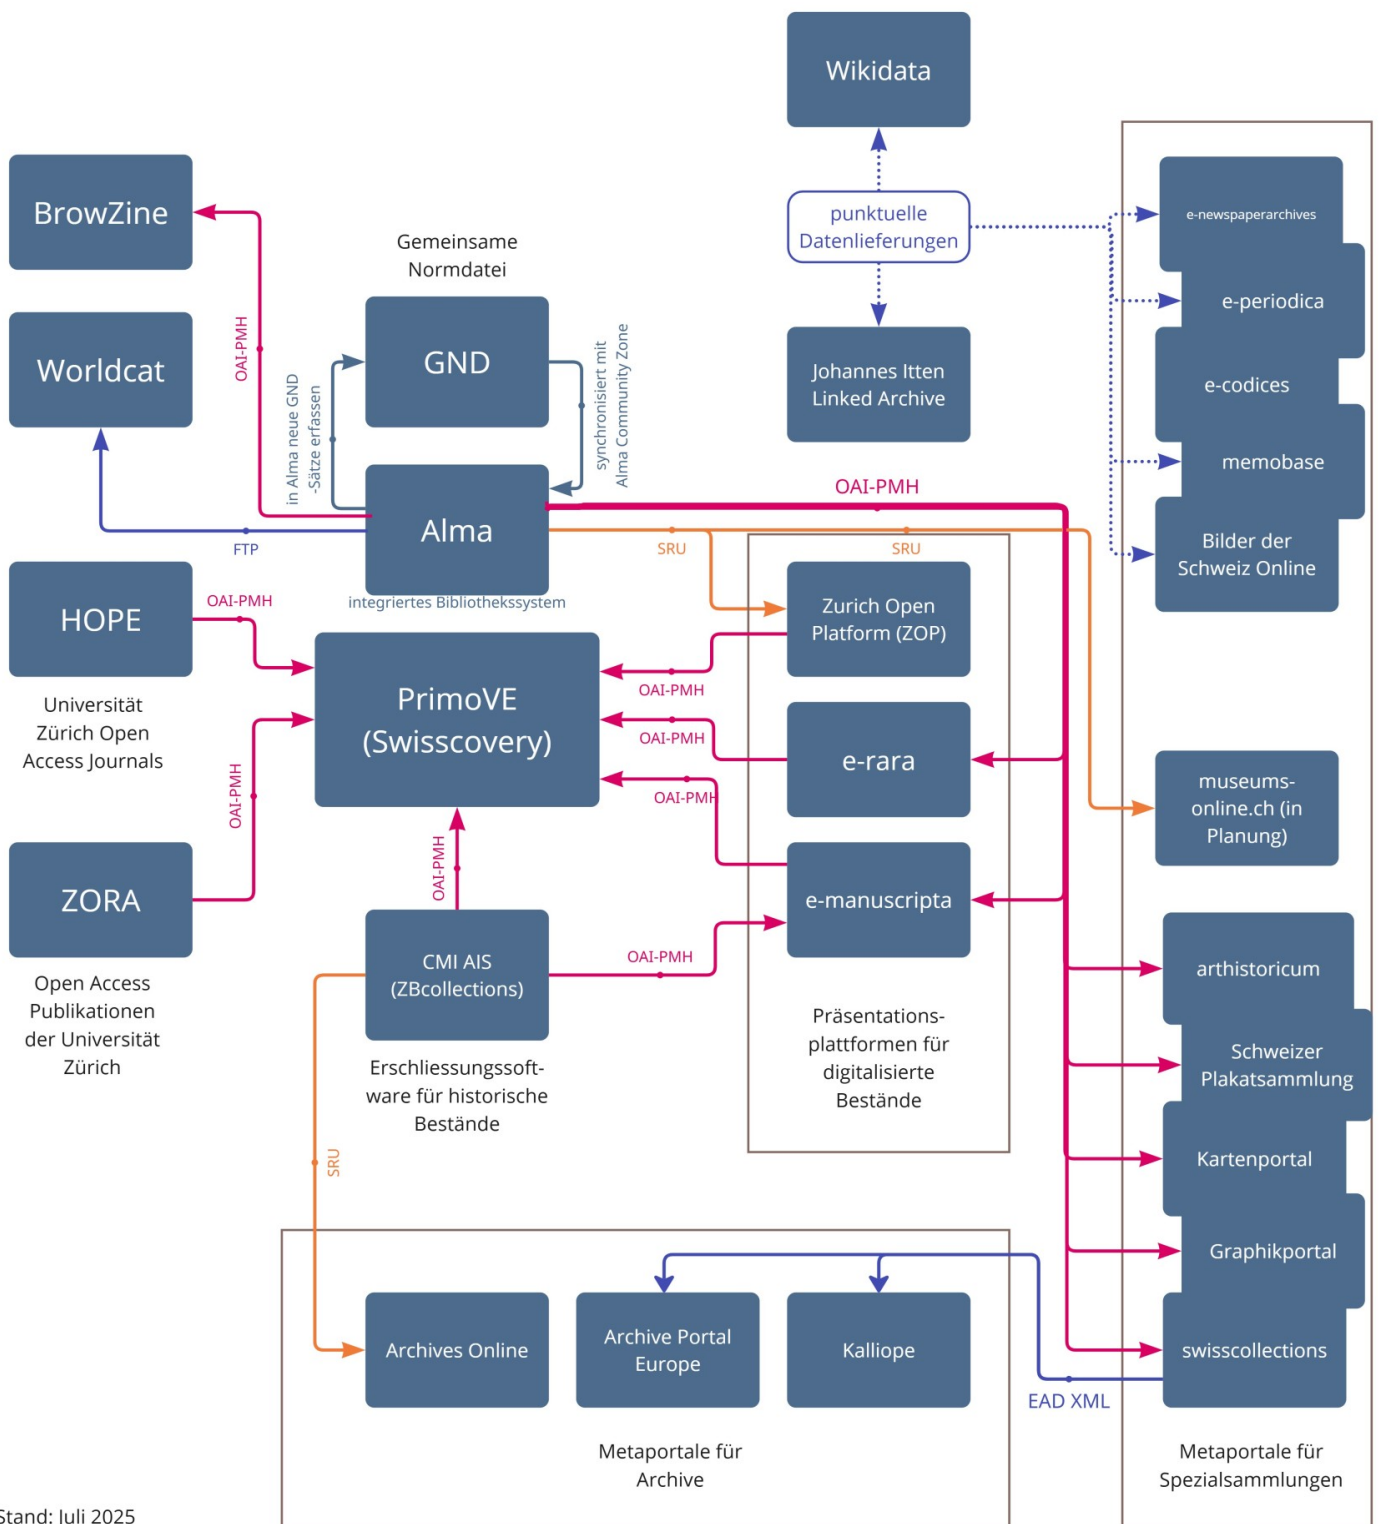 Wikidata
BrowZine
punktuelle
Datenlieferungen
e-newspaperarchives
Gemeinsame
Normdatei
e-periodica
OAI-PMH
Worldcat
GND
in Alma neue GND
-Sätze erfassen
synchronisiert mit
Alma Community Zone
Johannes Itten
Linked Archive
e-codices
memobase
OAI-PMH
Alma
FTP
SRU
SRU
Bilder der
Schweiz Online
integriertes Bibliothekssystem
HOPE
OAI-PMH
Zurich Open
Platform (ZOP)
Universität
Zürich Open
Access Journals
PrimoVE
(Swisscovery)
OAI-PMH
OAI-PMH
e-rara
OAI-PMH
museums-
online.ch (in
Planung)
OAI-PMH
OAI-PMH
ZORA
e-manuscripta
Open Access
Publikationen
der Universität
Zürich
CMI AIS
(ZBcollections)
OAI-PMH
arthistoricum
Erschliessungssoft-
ware für historische
Bestände
Präsentations-
plattformen für
digitalisierte
Bestände
Schweizer
Plakatsammlung
SRU
Kartenportal
Graphikportal
Archives Online
Archive Portal
Europe
Kalliope
swisscollections
EAD XML
Metaportale für
Archive
Metaportale für
Spezialsammlungen
Stand: Juli 2025